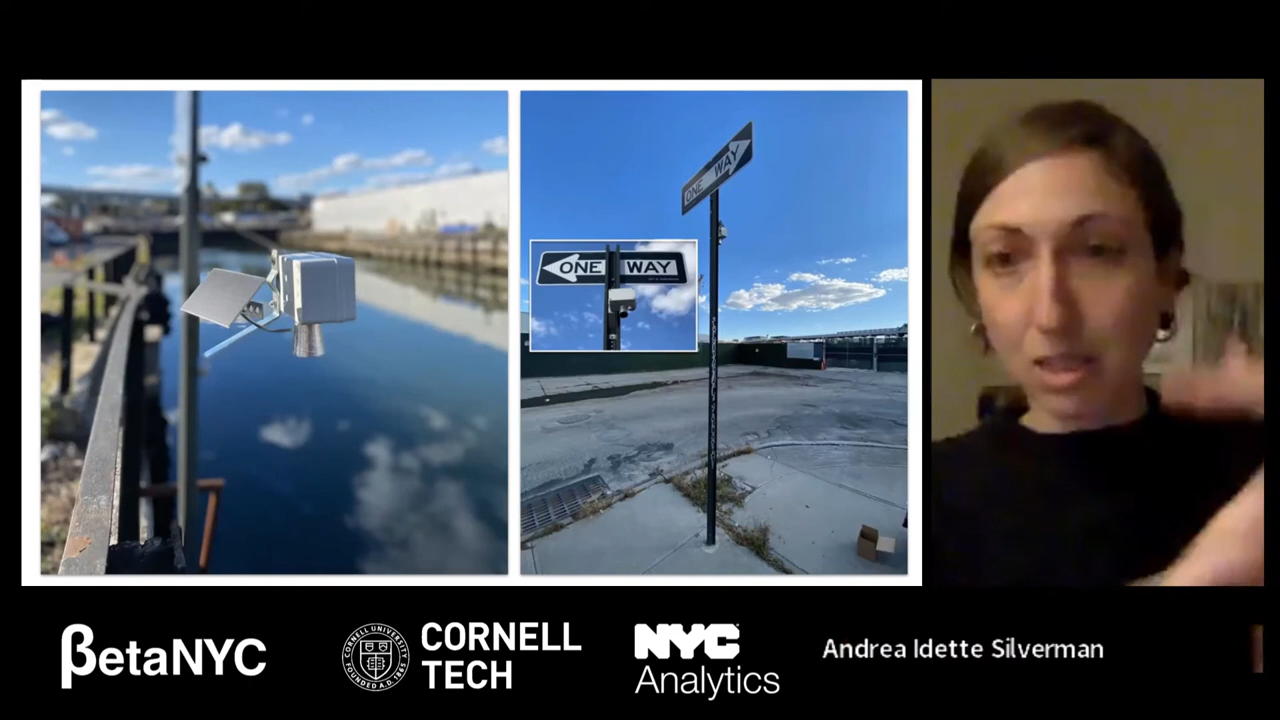 ONE WAY
ONE WAY
βetaNYC
CORNELL
TECH
NYC
Analytics
Andrea Idette Silverman